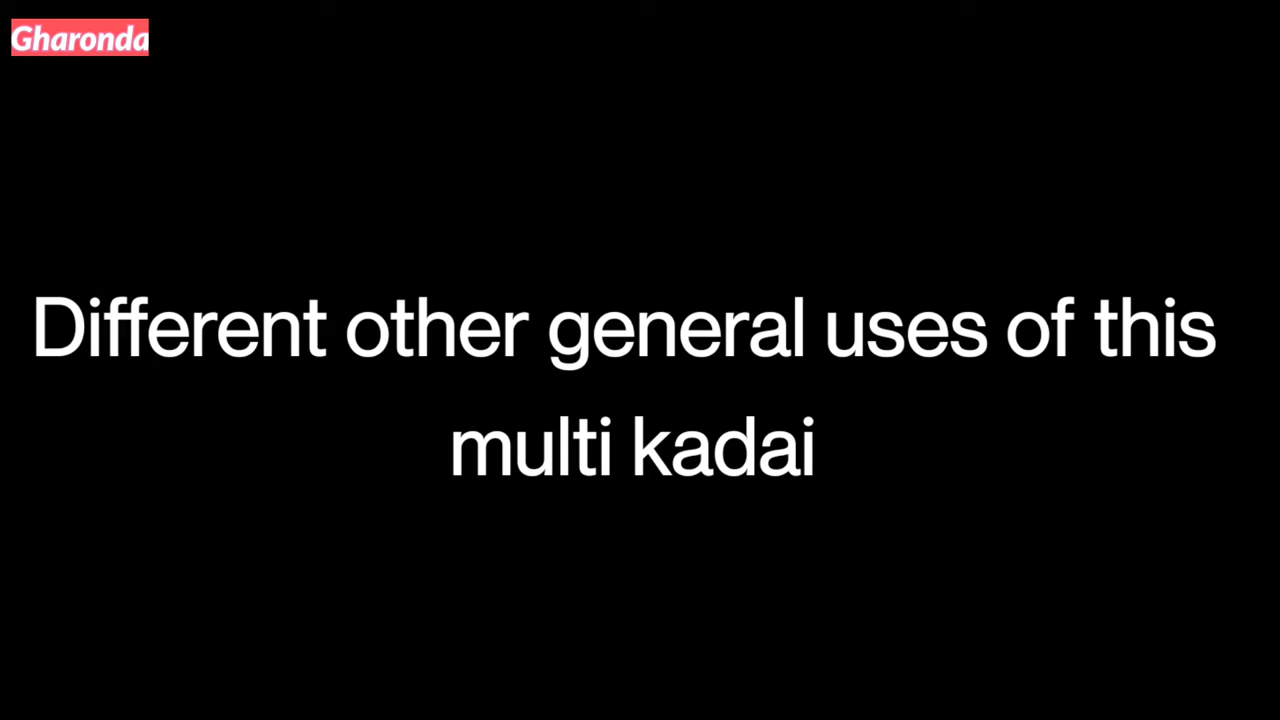 Gharonda
Different other general uses of this
multi kadai